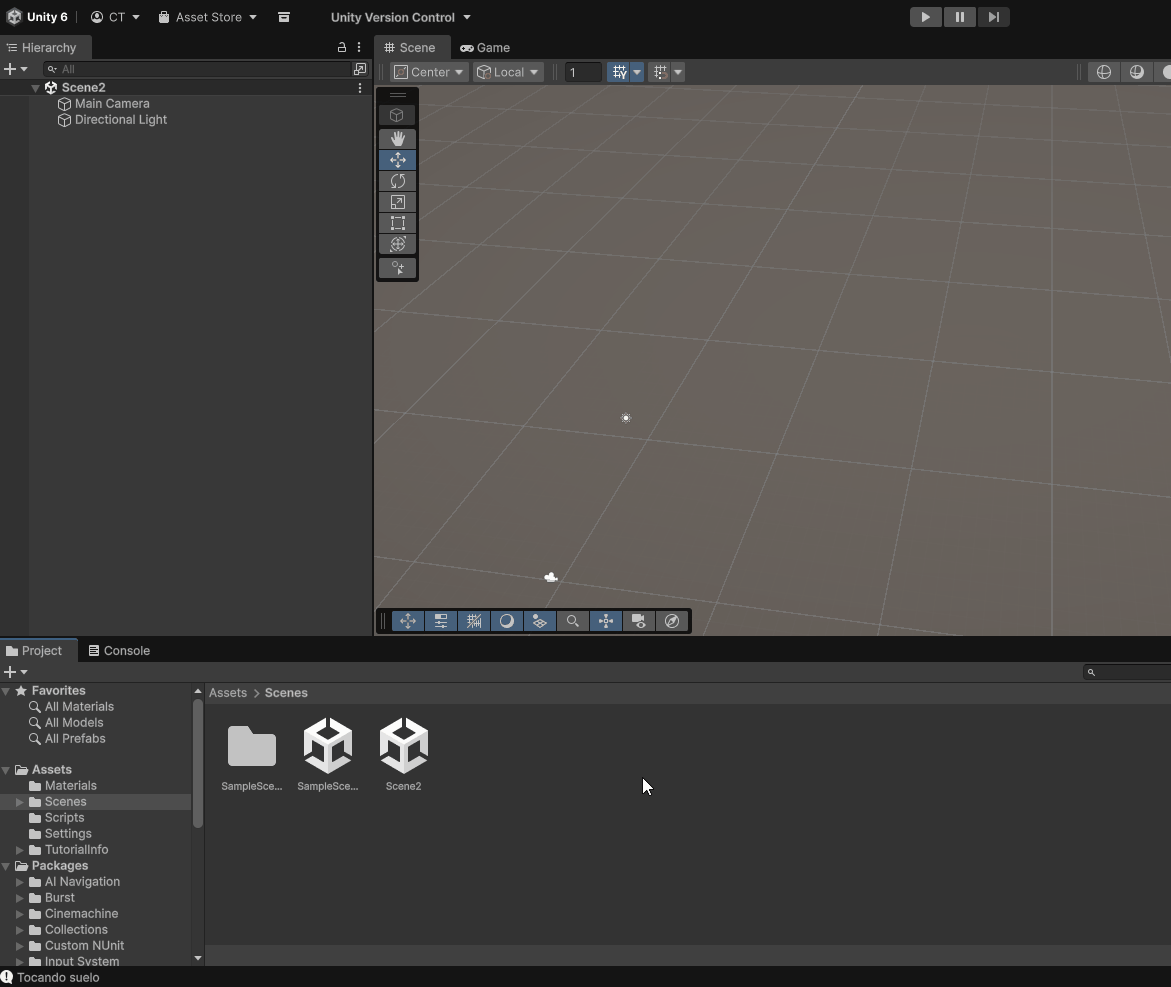 Unity 6 CT Asset Store Unity Version Control
Hierarchy
All
Scene2
Main Camera
Directional Light
Scene Game
Center Local 1
Project Console
Favorites
All Materials
All Models
All Prefabs
Assets
Materials
Scenes
Scripts
Settings
TutorialInfo
Packages
AI Navigation
Burst
Cinemachine
Collections
Custom NUnit
Input System
Assets > Scenes
SampleSce... SampleSce... Scene2
Tocando suelo